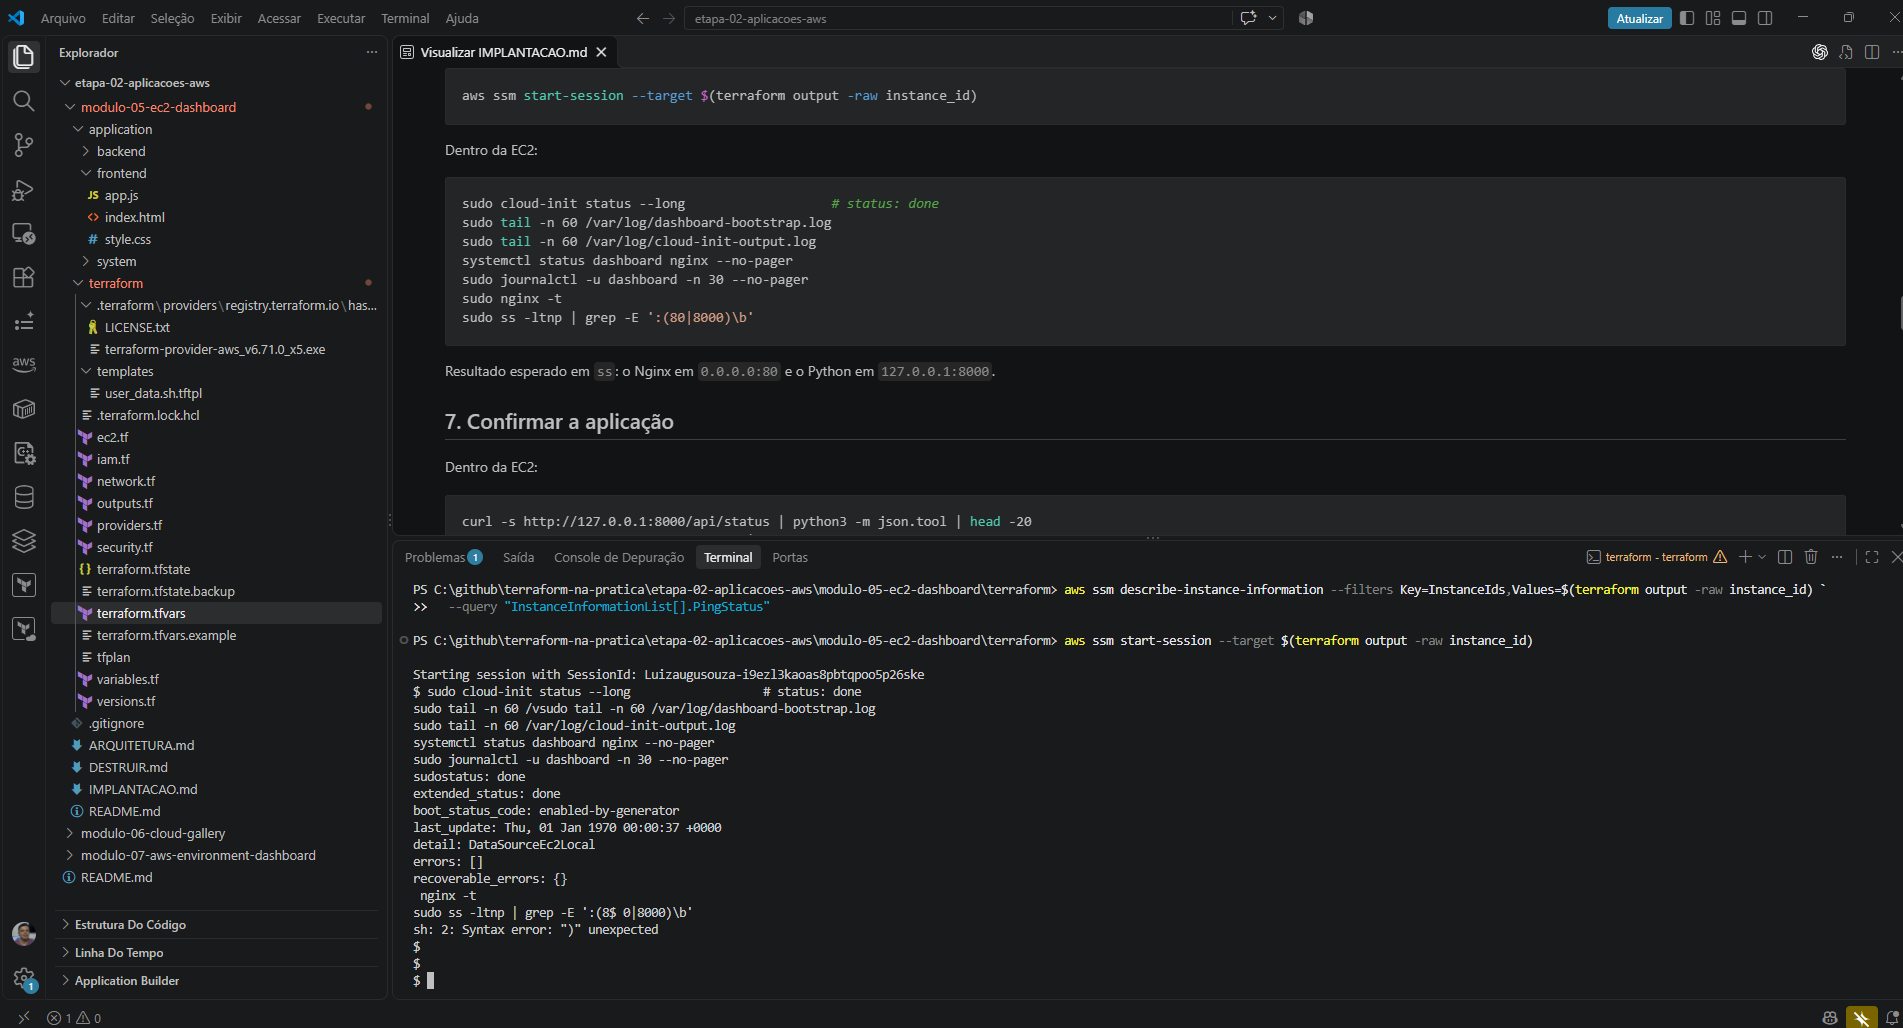 Arquivo Editar Seleção Exibir Acessar Executar Terminal Ajuda
etapa-02-aplicacoes-aws
Atualizar
Explorador
etapa-02-aplicacoes-aws
modulo-05-ec2-dashboard
application
backend
frontend
JS app.js
<> index.html
# style.css
system
terraform
.terraform\providers\registry.terraform.io\has...
LICENSE.txt
terraform-provider-aws_v6.71.0_x5.exe
templates
user_data.sh.tftpl
.terraform.lock.hcl
ec2.tf
iam.tf
network.tf
outputs.tf
providers.tf
security.tf
{} terraform.tfstate
terraform.tfstate.backup
terraform.tfvars
terraform.tfvars.example
tfplan
variables.tf
versions.tf
.gitignore
ARQUITETURA.md
DESTRUIR.md
IMPLANTACAO.md
README.md
modulo-06-cloud-gallery
modulo-07-aws-environment-dashboard
README.md
Estrutura Do Código
Linha Do Tempo
Application Builder
aws
1
1 0
Visualizar IMPLANTACAO.md
aws ssm start-session --target $(terraform output -raw instance_id)
Dentro da EC2:
sudo cloud-init status --long # status: done
sudo tail -n 60 /var/log/dashboard-bootstrap.log
sudo tail -n 60 /var/log/cloud-init-output.log
systemctl status dashboard nginx --no-pager
sudo journalctl -u dashboard -n 30 --no-pager
sudo nginx -t
sudo ss -ltnp | grep -E ':(80|8000)\b'
Resultado esperado em ss: o Nginx em 0.0.0.0:80 e o Python em 127.0.0.1:8000.
7. Confirmar a aplicação
Dentro da EC2:
curl -s http://127.0.0.1:8000/api/status | python3 -m json.tool | head -20
Problemas 1 Saída Console de Depuração Terminal Portas
terraform - terraform
PS C:\github\terraform-na-pratica\etapa-02-aplicacoes-aws\modulo-05-ec2-dashboard\terraform> aws ssm describe-instance-information --filters Key=InstanceIds,Values=$(terraform output -raw instance_id) `
>> --query "InstanceInformationList[].PingStatus"
PS C:\github\terraform-na-pratica\etapa-02-aplicacoes-aws\modulo-05-ec2-dashboard\terraform> aws ssm start-session --target $(terraform output -raw instance_id)
Starting session with SessionId: Luizaugusouza-i9ezl3kaoas8pbtqpoo5p26ske
$ sudo cloud-init status --long # status: done
sudo tail -n 60 /vsudo tail -n 60 /var/log/dashboard-bootstrap.log
sudo tail -n 60 /var/log/cloud-init-output.log
systemctl status dashboard nginx --no-pager
sudo journalctl -u dashboard -n 30 --no-pager
sudostatus: done
extended_status: done
boot_status_code: enabled-by-generator
last_update: Thu, 01 Jan 1970 00:00:37 +0000
detail: DataSourceEc2Local
errors: []
recoverable_errors: {}
nginx -t
sudo ss -ltnp | grep -E ':(8$ 0|8000)\b'
sh: 2: Syntax error: ")" unexpected
$
$
$